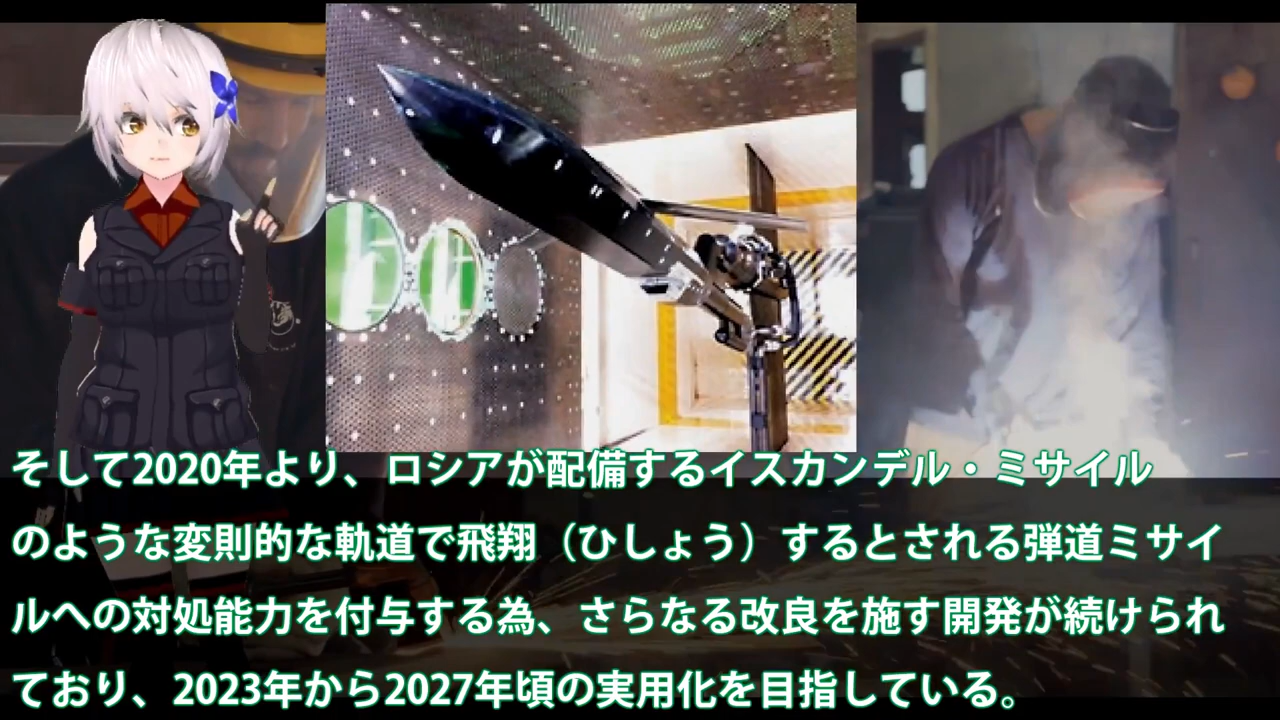 そして2020年より、ロシアが配備するイスカンデル・ミサイル
のような変則的な軌道で飛翔（ひしょう）するとされる弾道ミサイ
ルへの対処能力を付与する為、さらなる改良を施す開発が続けられ
ており、2023年から2027年頃の実用化を目指している。